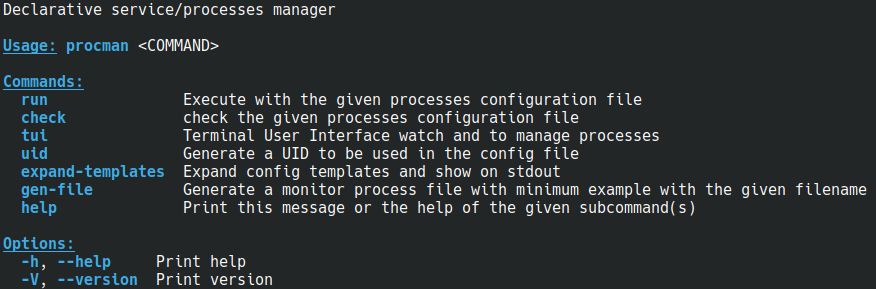 Declarative service/processes manager
Usage: procman <COMMAND>
Commands:
run Execute with the given processes configuration file
check check the given processes configuration file
tui Terminal User Interface watch and to manage processes
uid Generate a UID to be used in the config file
expand-templates Expand config templates and show on stdout
gen-file Generate a monitor process file with minimum example with the given filename
help Print this message or the help of the given subcommand(s)
Options:
-h, --help Print help
-V, --version Print version